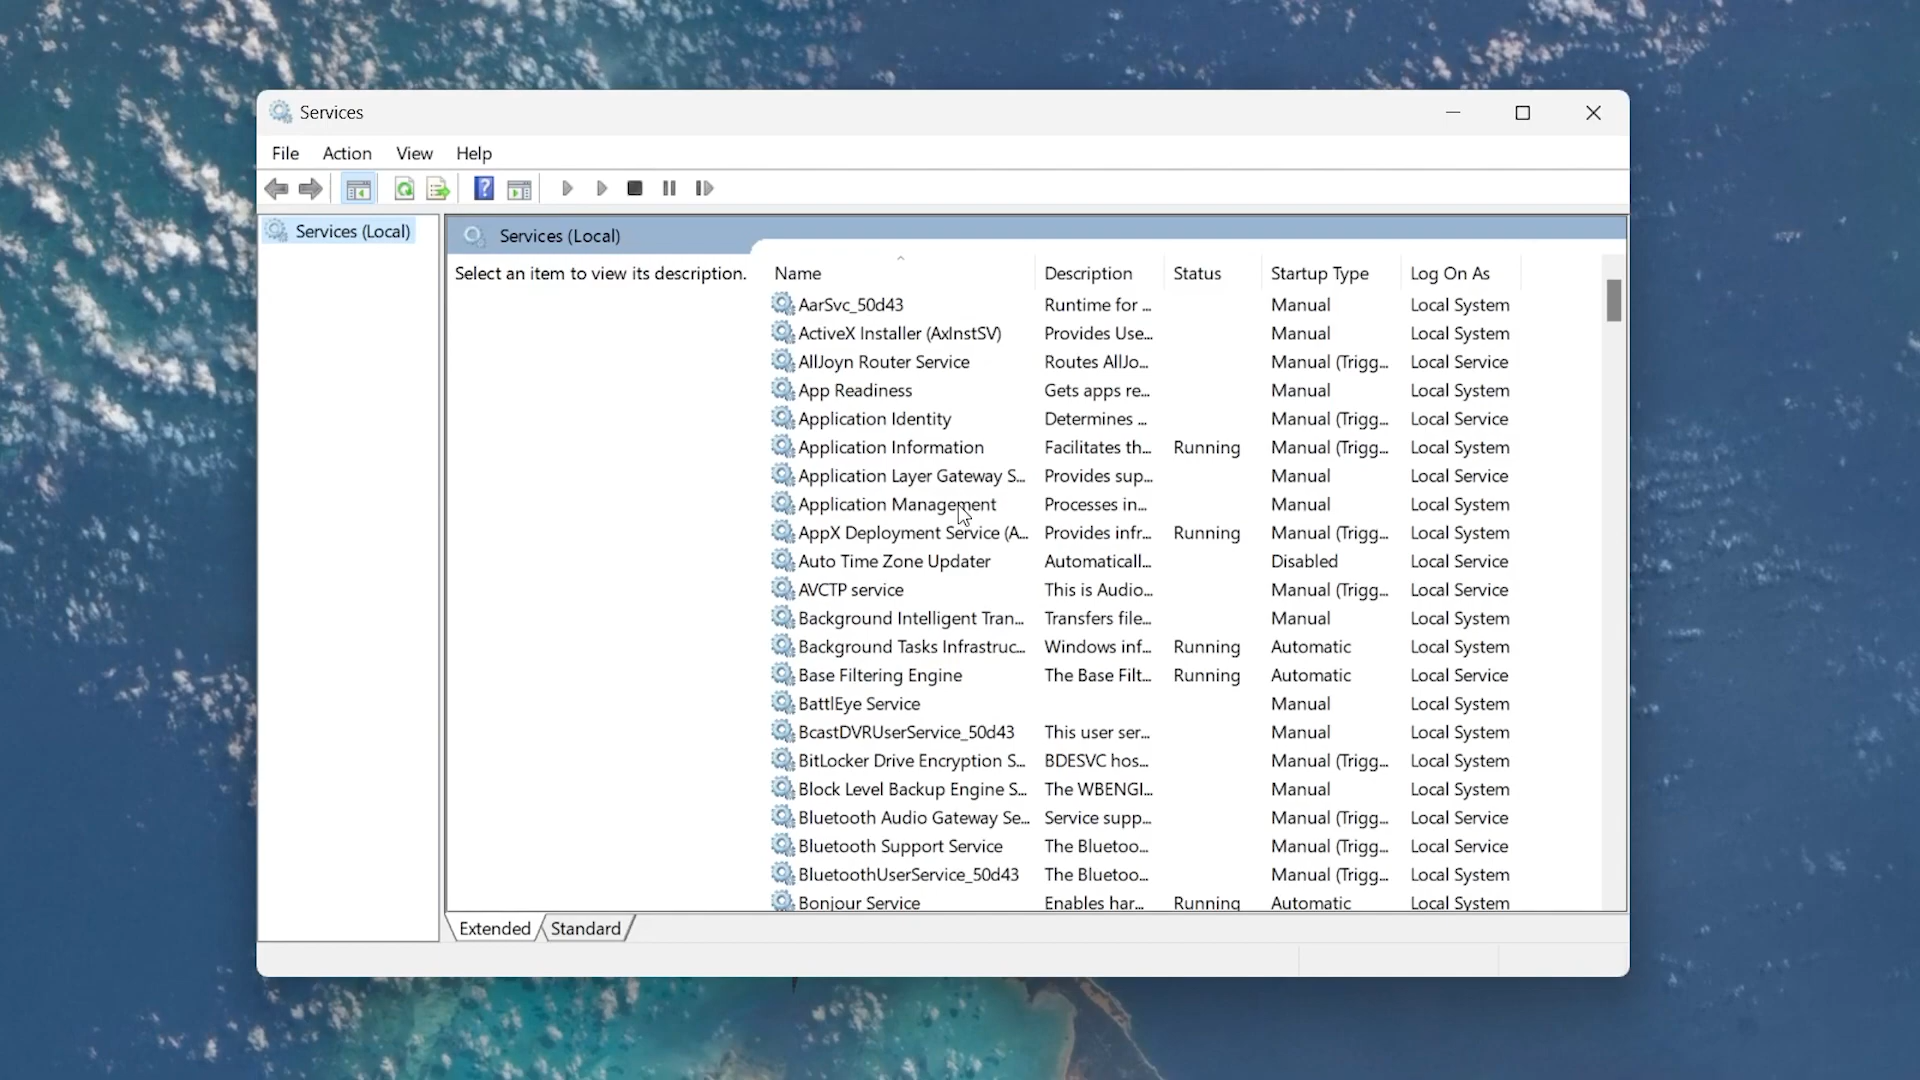 Services
File Action View Help
Services (Local)
Services (Local)
Select an item to view its description.
Name Description Status Startup Type Log On As
AarSvc_50d43 Runtime for ... Manual Local System
ActiveX Installer (AxInstSV) Provides Use... Manual Local System
AllJoyn Router Service Routes AllJo... Manual (Trigg... Local Service
App Readiness Gets apps re... Manual Local System
Application Identity Determines ... Manual (Trigg... Local Service
Application Information Facilitates th... Running Manual (Trigg... Local System
Application Layer Gateway S... Provides sup... Manual Local Service
Application Management Processes in... Manual Local System
AppX Deployment Service (A... Provides infr... Running Manual (Trigg... Local System
Auto Time Zone Updater Automaticall... Disabled Local Service
AVCTP service This is Audio... Manual (Trigg... Local Service
Background Intelligent Tran... Transfers file... Manual Local System
Background Tasks Infrastruc... Windows inf... Running Automatic Local System
Base Filtering Engine The Base Filt... Running Automatic Local Service
BattlEye Service Manual Local System
BcastDVRUserService_50d43 This user ser... Manual Local System
BitLocker Drive Encryption S... BDESVC hos... Manual (Trigg... Local System
Block Level Backup Engine S... The WBENGI... Manual Local System
Bluetooth Audio Gateway Se... Service supp... Manual (Trigg... Local Service
Bluetooth Support Service The Bluetoo... Manual (Trigg... Local Service
BluetoothUserService_50d43 The Bluetoo... Manual (Trigg... Local System
Bonjour Service Enables har... Running Automatic Local System
Extended Standard